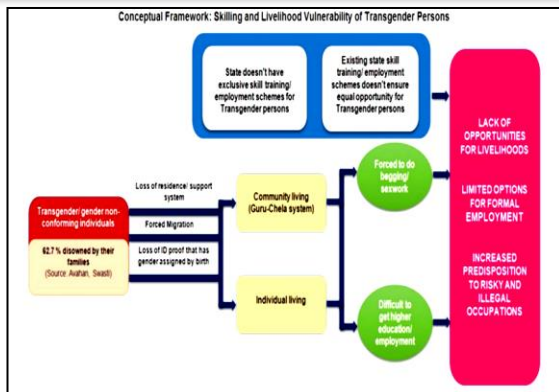 Conceptual Framework: Skilling and Livelihood Vulnerability of Transgender Persons
State doesn't have
exclusive skill training/
employment schemes for
Transgender persons
Existing state skill
training/ employment
schemes doesn't ensure
equal opportunity for
Transgender persons
LACK OF
OPPORTUNITIES
FOR LIVELIHOODS
LIMITED OPTIONS
FOR FORMAL
EMPLOYMENT
INCREASED
PREDISPOSITION
TO RISKY AND
ILLEGAL
OCCUPATIONS
Transgender/ gender non-
conforming individuals
62.7 % disowned by their
families
(Source: Avahan, Swasti)
Loss of residence/ support
system
Forced Migration
Loss of ID proof that has
gender assigned by birth
Community living
(Guru-Chela system)
Individual living
Forced to do
begging/
sexwork
Difficult to
get higher
education/
employment